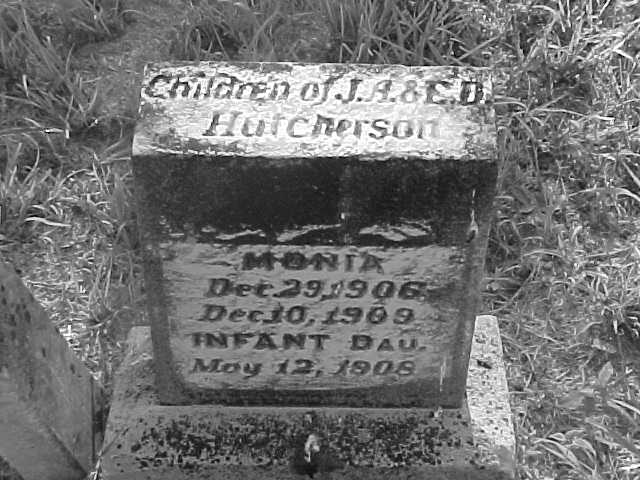 Children of J.A.& E.D.
Hutcherson
MONIA
Dec.29,1906
Dec.10,1909
INFANT DAU.
May 12, 1908